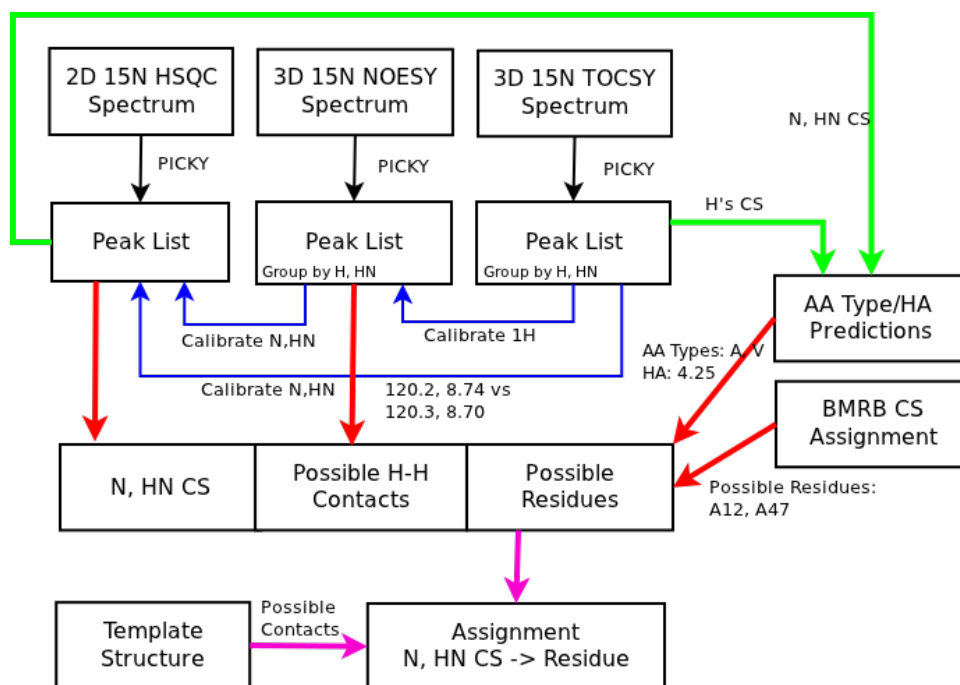 2D 15N HSQC
Spectrum
3D 15N NOESY
Spectrum
3D 15N TOCSY
Spectrum
N, HN CS
PICKY
PICKY
PICKY
H's CS
Peak List
Peak List
Group by H, HN
Peak List
Group by H, HN
AA Type/HA
Predictions
Calibrate N,HN
Calibrate 1H
AA Types: A, V
HA: 4.25
Calibrate N,HN
120.2, 8.74 vs
120.3, 8.70
BMRB CS
Assignment
N, HN CS
Possible H-H
Contacts
Possible
Residues
Possible Residues:
A12, A47
Template
Structure
Possible
Contacts
Assignment
N, HN CS -> Residue